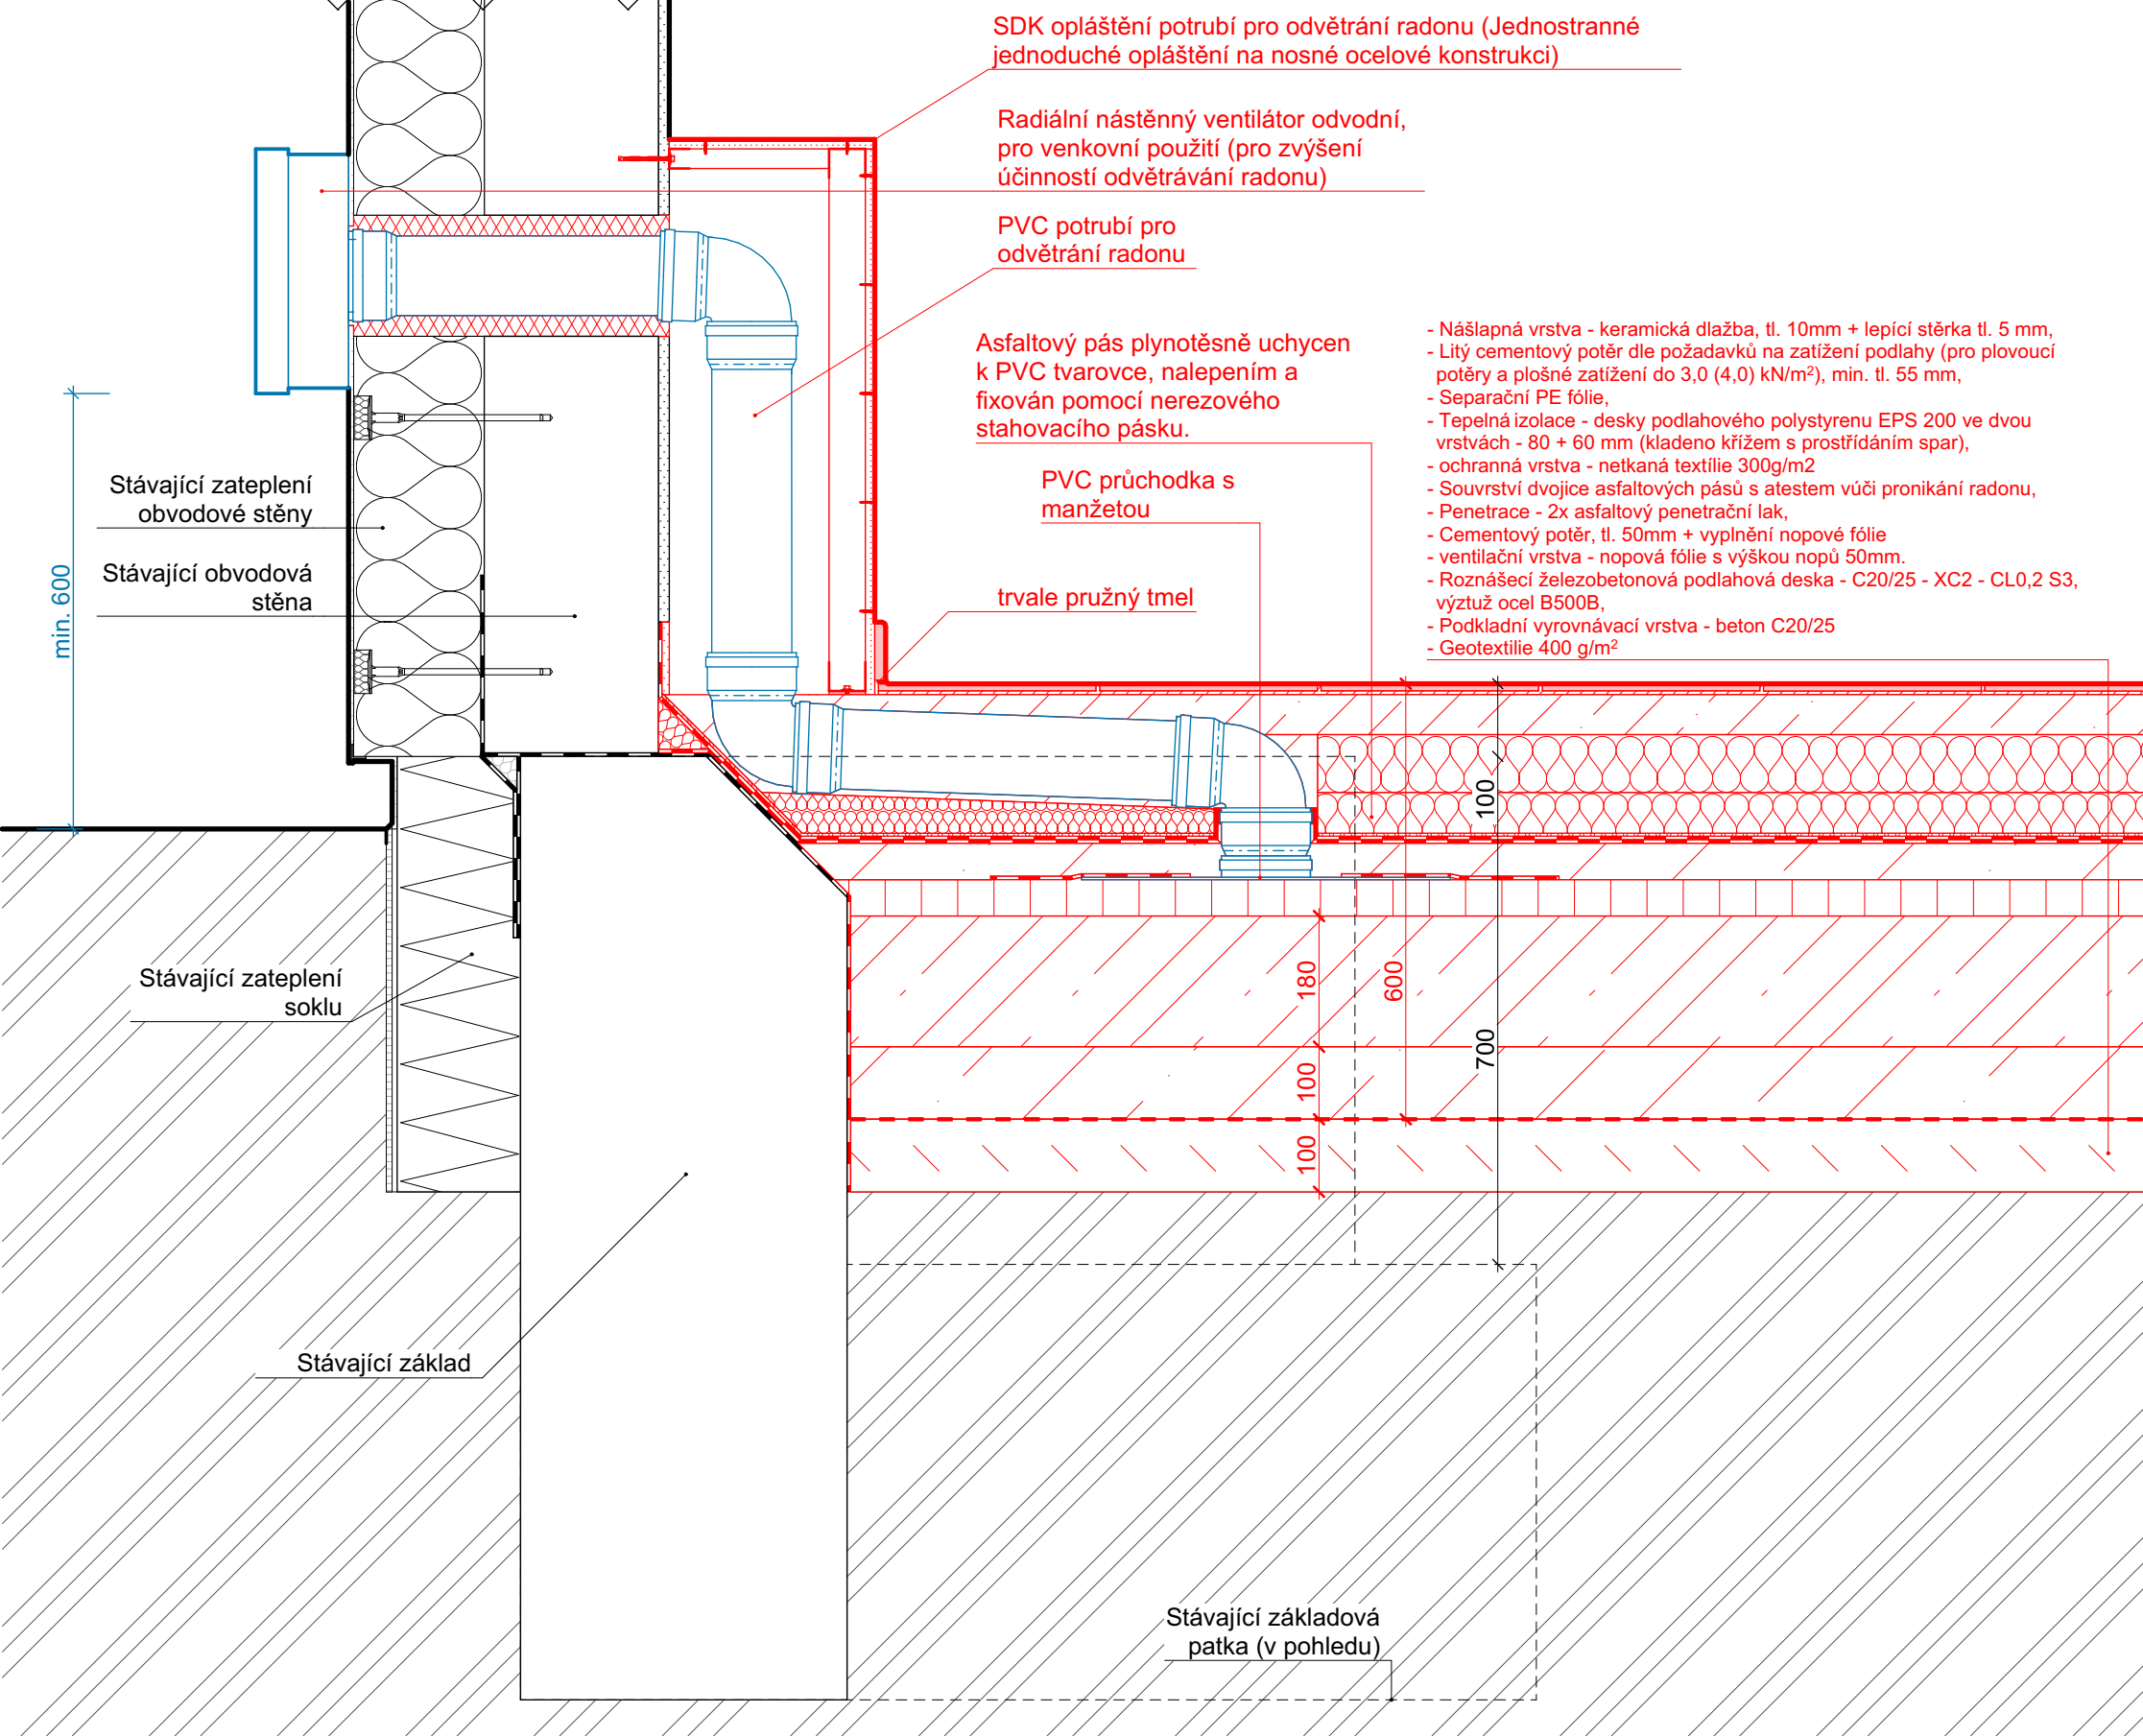 SDK opláštění potrubí pro odvětrání radonu (Jednostranné
jednoduché opláštění na nosné ocelové konstrukci)
Radiální nástěnný ventilátor odvodní,
pro venkovní použití (pro zvýšení
účinností odvětrávání radonu)
PVC potrubí pro
odvětrání radonu
Asfaltový pás plynotěsně uchycen
k PVC tvarovce, nalepením a
fixován pomocí nerezového
stahovacího pásku.
PVC průchodka s
manžetou
trvale pružný tmel
- Nášlapná vrstva - keramická dlažba, tl. 10mm + lepící stěrka tl. 5 mm,
- Litý cementový potěr dle požadavků na zatížení podlahy (pro plovoucí
potěry a plošné zatížení do 3,0 (4,0) kN/m²), min. tl. 55 mm,
- Separační PE fólie,
- Tepelná izolace - desky podlahového polystyrenu EPS 200 ve dvou
vrstvách - 80 + 60 mm (kladeno křížem s prostřídáním spar),
- ochranná vrstva - netkaná textílie 300g/m2
- Souvrství dvojice asfaltových pásů s atestem vúči pronikání radonu,
- Penetrace - 2x asfaltový penetrační lak,
- Cementový potěr, tl. 50mm + vyplnění nopové fólie
- ventilační vrstva - nopová fólie s výškou nopů 50mm.
- Roznášecí železobetonová podlahová deska - C20/25 - XC2 - CL0,2 S3,
výztuž ocel B500B,
- Podkladní vyrovnávací vrstva - beton C20/25
- Geotextilie 400 g/m²
Stávající zateplení
obvodové stěny
Stávající obvodová
stěna
min. 600
Stávající zateplení
soklu
Stávající základ
Stávající základová
patka (v pohledu)
100
180
600
700
100
100